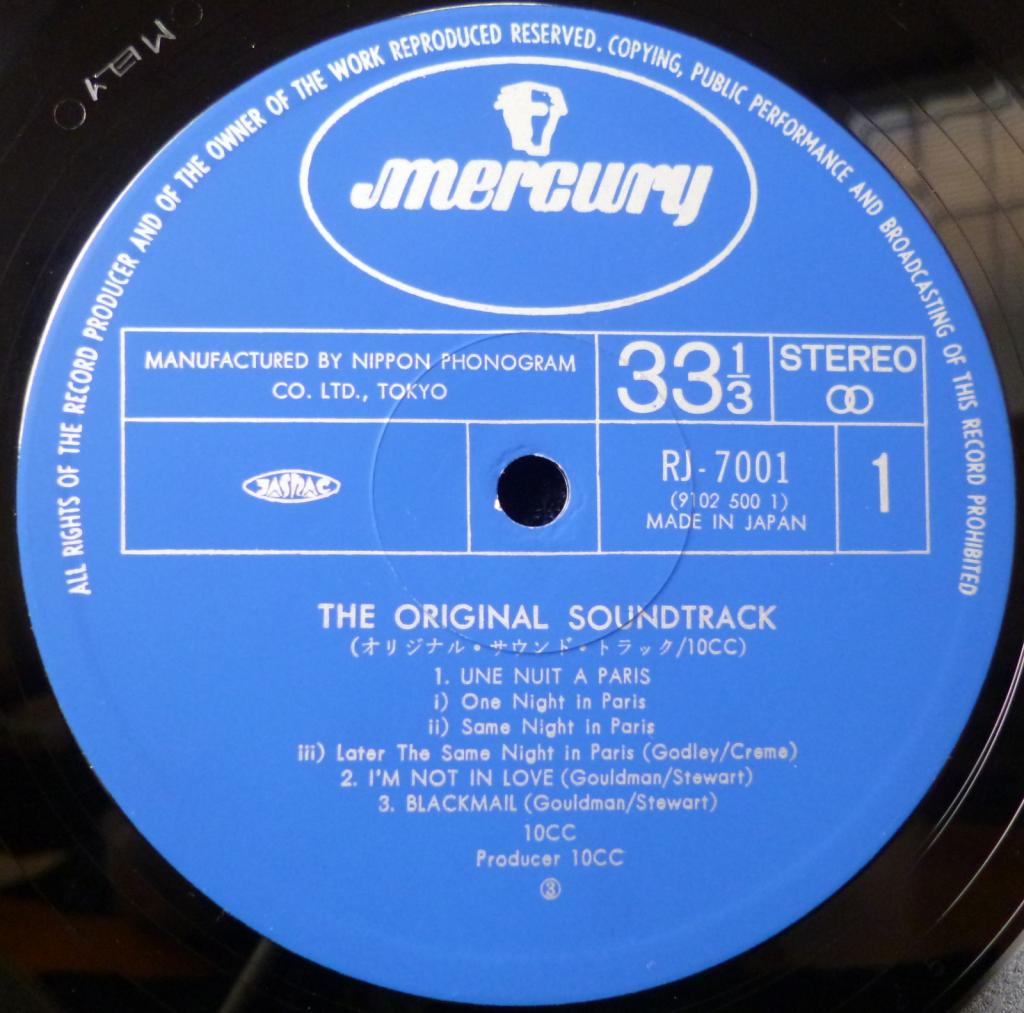 ALL RIGHTS OF THE RECORD PRODUCER AND OF THE OWNER OF THE WORK REPRODUCED RESERVED. COPYING, PUBLIC PERFORMANCE AND BROADCASTING OF THIS RECORD PROHIBITED
mercury
MANUFACTURED BY NIPPON PHONOGRAM
CO. LTD., TOKYO
33 1/3
STEREO
JASRAC
RJ-7001
(9102 500 1)
MADE IN JAPAN
1
THE ORIGINAL SOUNDTRACK
(オリジナル・サウンド・トラック/10CC)
1. UNE NUIT A PARIS
i) One Night in Paris
ii) Same Night in Paris
iii) Later The Same Night in Paris (Godley/Creme)
2. I'M NOT IN LOVE (Gouldman/Stewart)
3. BLACKMAIL (Gouldman/Stewart)
10CC
Producer 10CC
③